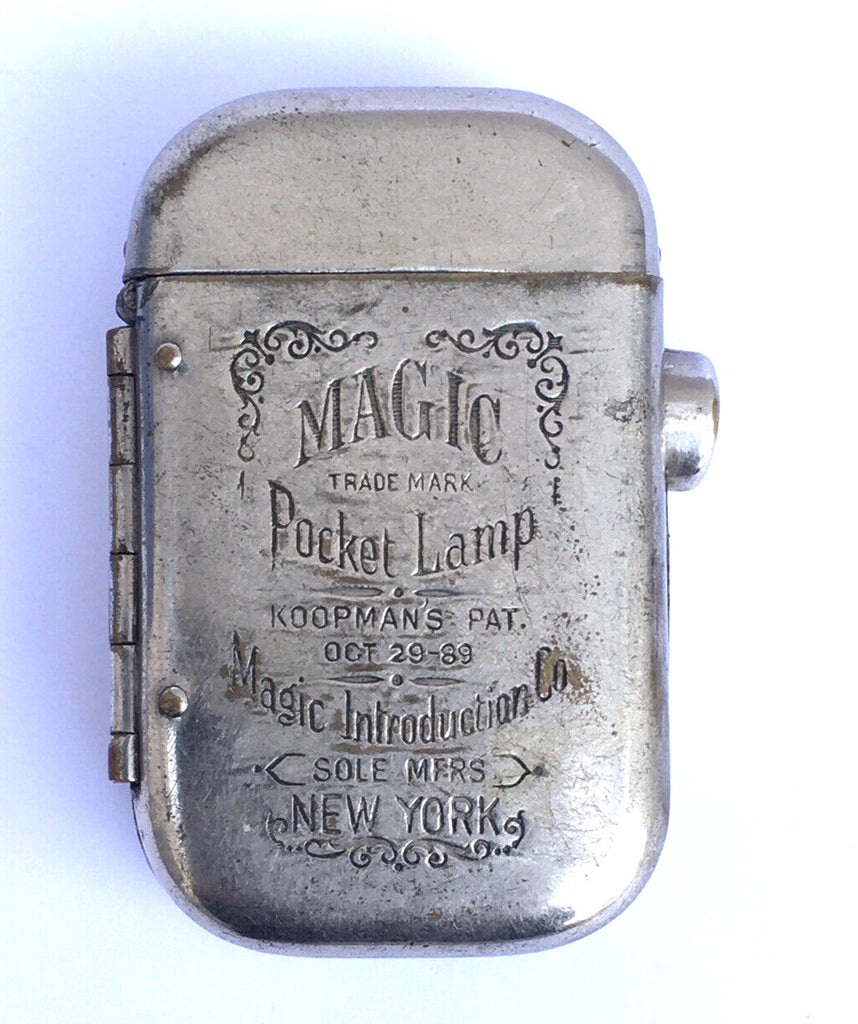 MAGIC
TRADE MARK
Pocket Lamp
KOOPMAN'S PAT.
OCT 29-89
Magic Introduction Co
SOLE MFRS
NEW YORK